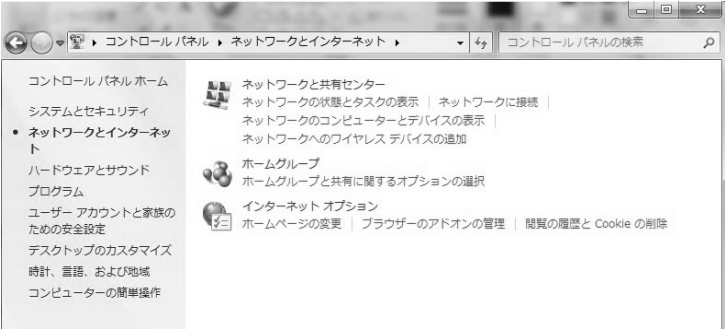 コントロール パネル ▸ ネットワークとインターネット ▸
コントロール パネルの検索
コントロール パネル ホーム
システムとセキュリティ
• ネットワークとインターネッ
ト
ハードウェアとサウンド
プログラム
ユーザー アカウントと家族の
ための安全設定
デスクトップのカスタマイズ
時計、言語、および地域
コンピューターの簡単操作
ネットワークと共有センター
ネットワークの状態とタスクの表示 | ネットワークに接続 |
ネットワークのコンピューターとデバイスの表示 |
ネットワークへのワイヤレス デバイスの追加
ホームグループ
ホームグループと共有に関するオプションの選択
インターネット オプション
ホームページの変更 | ブラウザーのアドオンの管理 | 閲覧の履歴と Cookie の削除